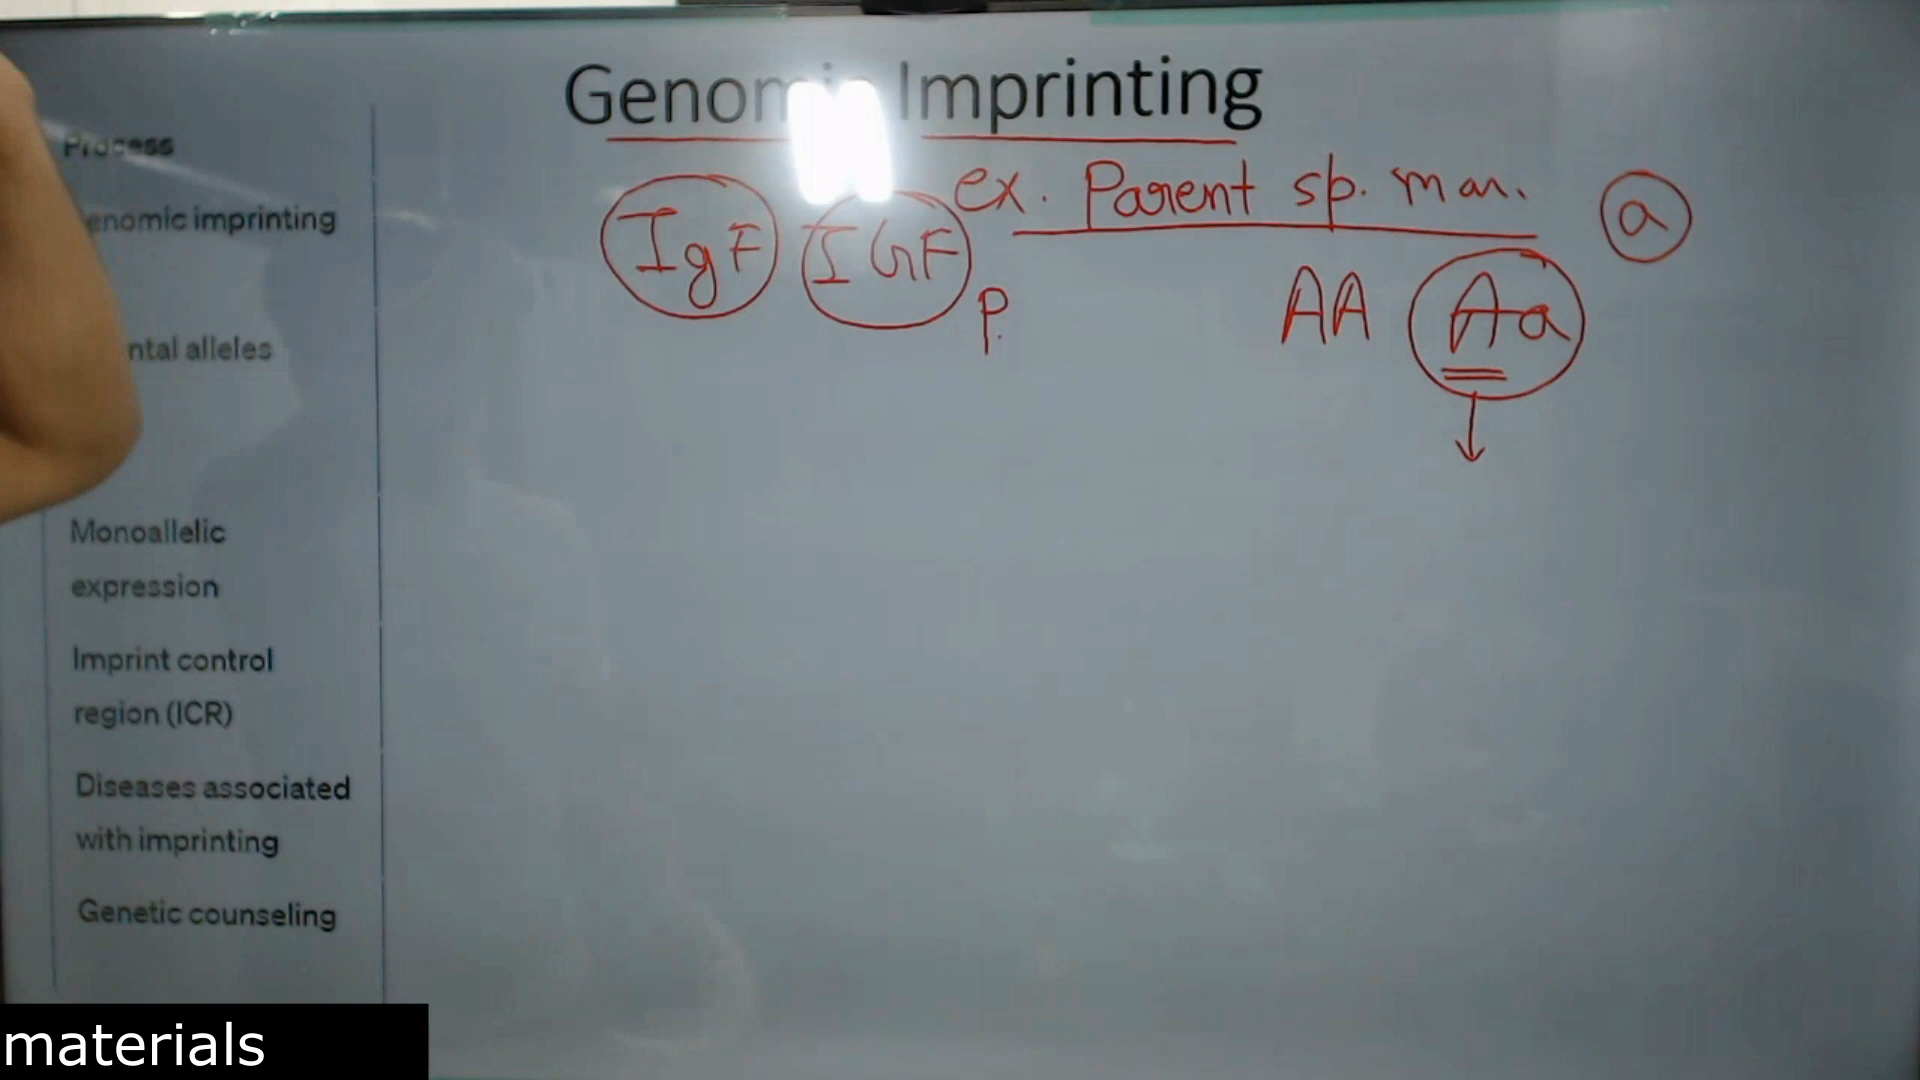 Genomic Imprinting
Process
enomic imprinting
ntal alleles
Monoallelic
expression
Imprint control
region (ICR)
Diseases associated
with imprinting
Genetic counseling
ex. Parent sp. man.
a
IgF IGF
P.
AA Aa
materials